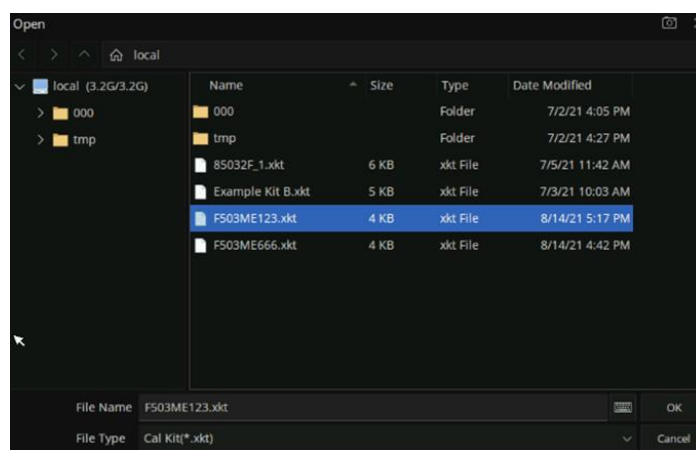 Open
local
local (3.2G/3.2G)
000
tmp
Name Size Type Date Modified
000 Folder 7/2/21 4:05 PM
tmp Folder 7/2/21 4:27 PM
85032F_1.xkt 6 KB xkt File 7/5/21 11:42 AM
Example Kit B.xkt 5 KB xkt File 7/3/21 10:03 AM
F503ME123.xkt 4 KB xkt File 8/14/21 5:17 PM
F503ME666.xkt 4 KB xkt File 8/14/21 4:42 PM
File Name F503ME123.xkt OK
File Type Cal Kit(*.xkt) Cancel